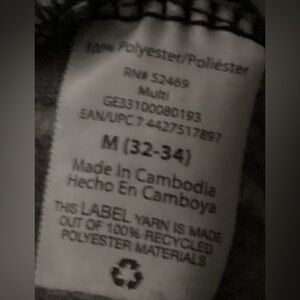 100% Polyester/Poliéster
RN# 52469
Multi
GE33100080193
EAN/UPC 7 4427517897
M (32-34)
Made In Cambodia
Hecho En Camboya
THIS LABEL YARN IS MADE
OUT OF 100% RECYCLED
POLYESTER MATERIALS